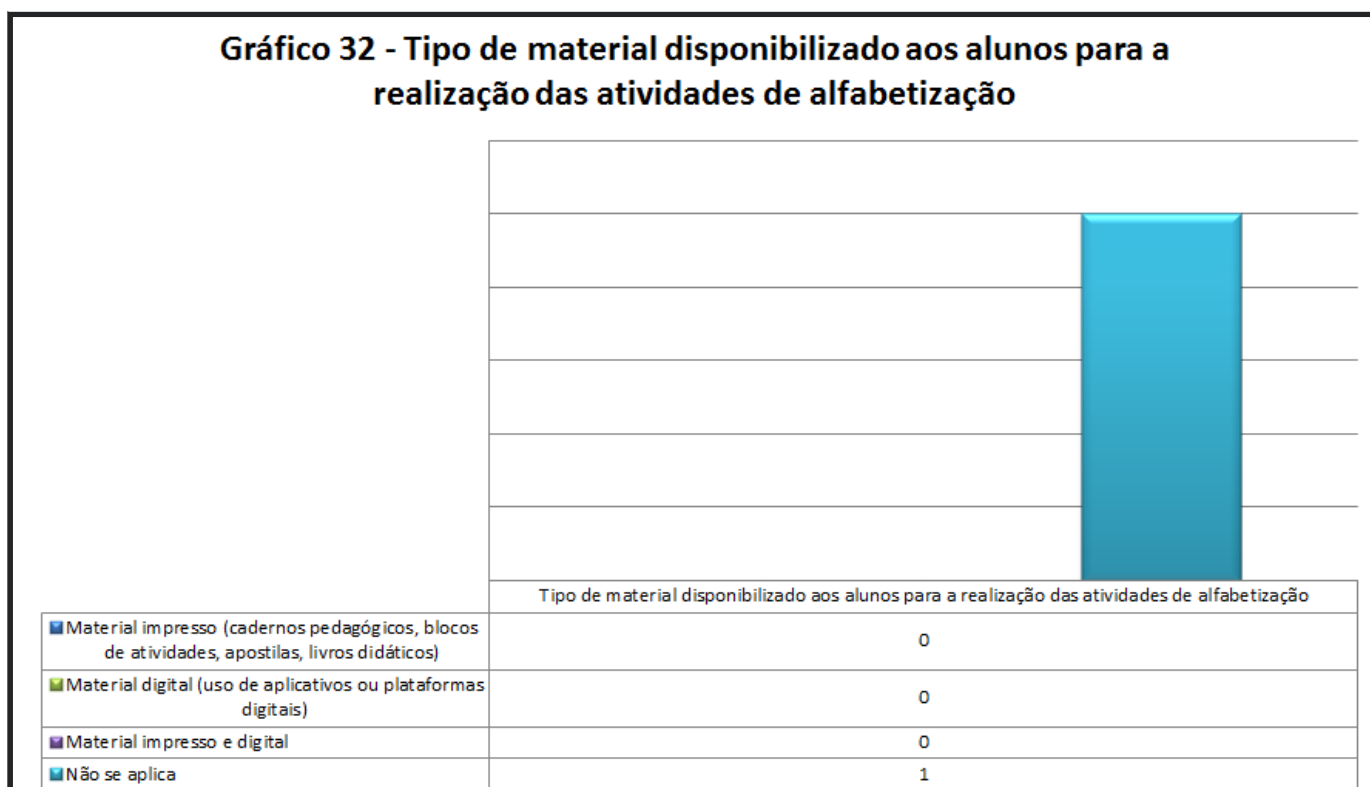 Gráfico 32 - Tipo de material disponibilizado aos alunos para a
realização das atividades de alfabetização
Tipo de material disponibilizado aos alunos para a realização das atividades de alfabetização
Material impresso (cadernos pedagógicos, blocos
de atividades, apostilas, livros didáticos)
0
Material digital (uso de aplicativos ou plataformas
digitais)
0
Material impresso e digital
0
Não se aplica
1